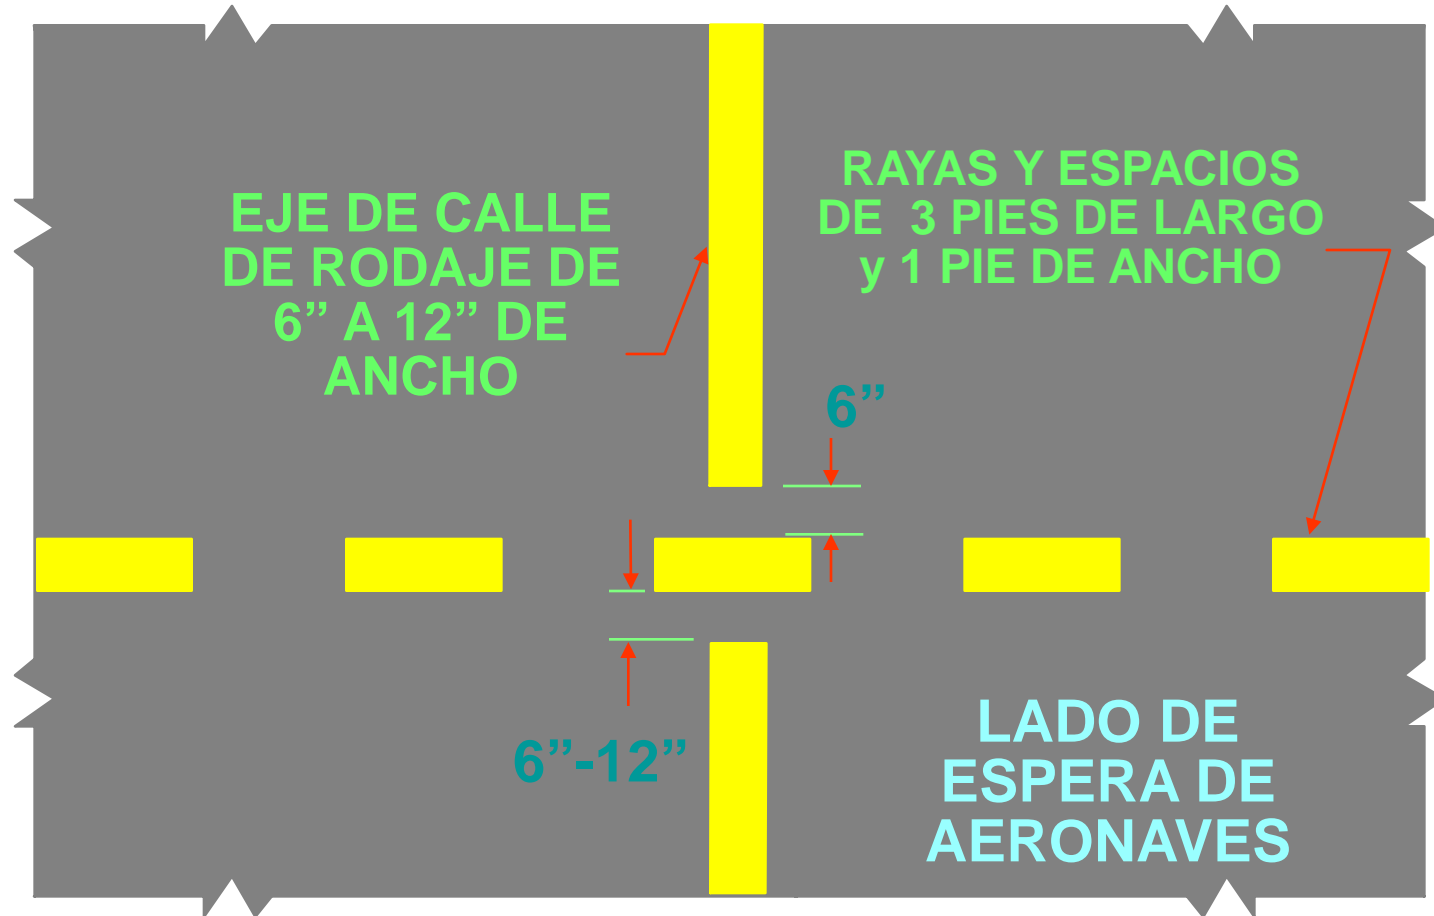 EJE DE CALLE
DE RODAJE DE
6” A 12” DE
ANCHO
RAYAS Y ESPACIOS
DE 3 PIES DE LARGO
y 1 PIE DE ANCHO
6”
6”-12”
LADO DE
ESPERA DE
AERONAVES